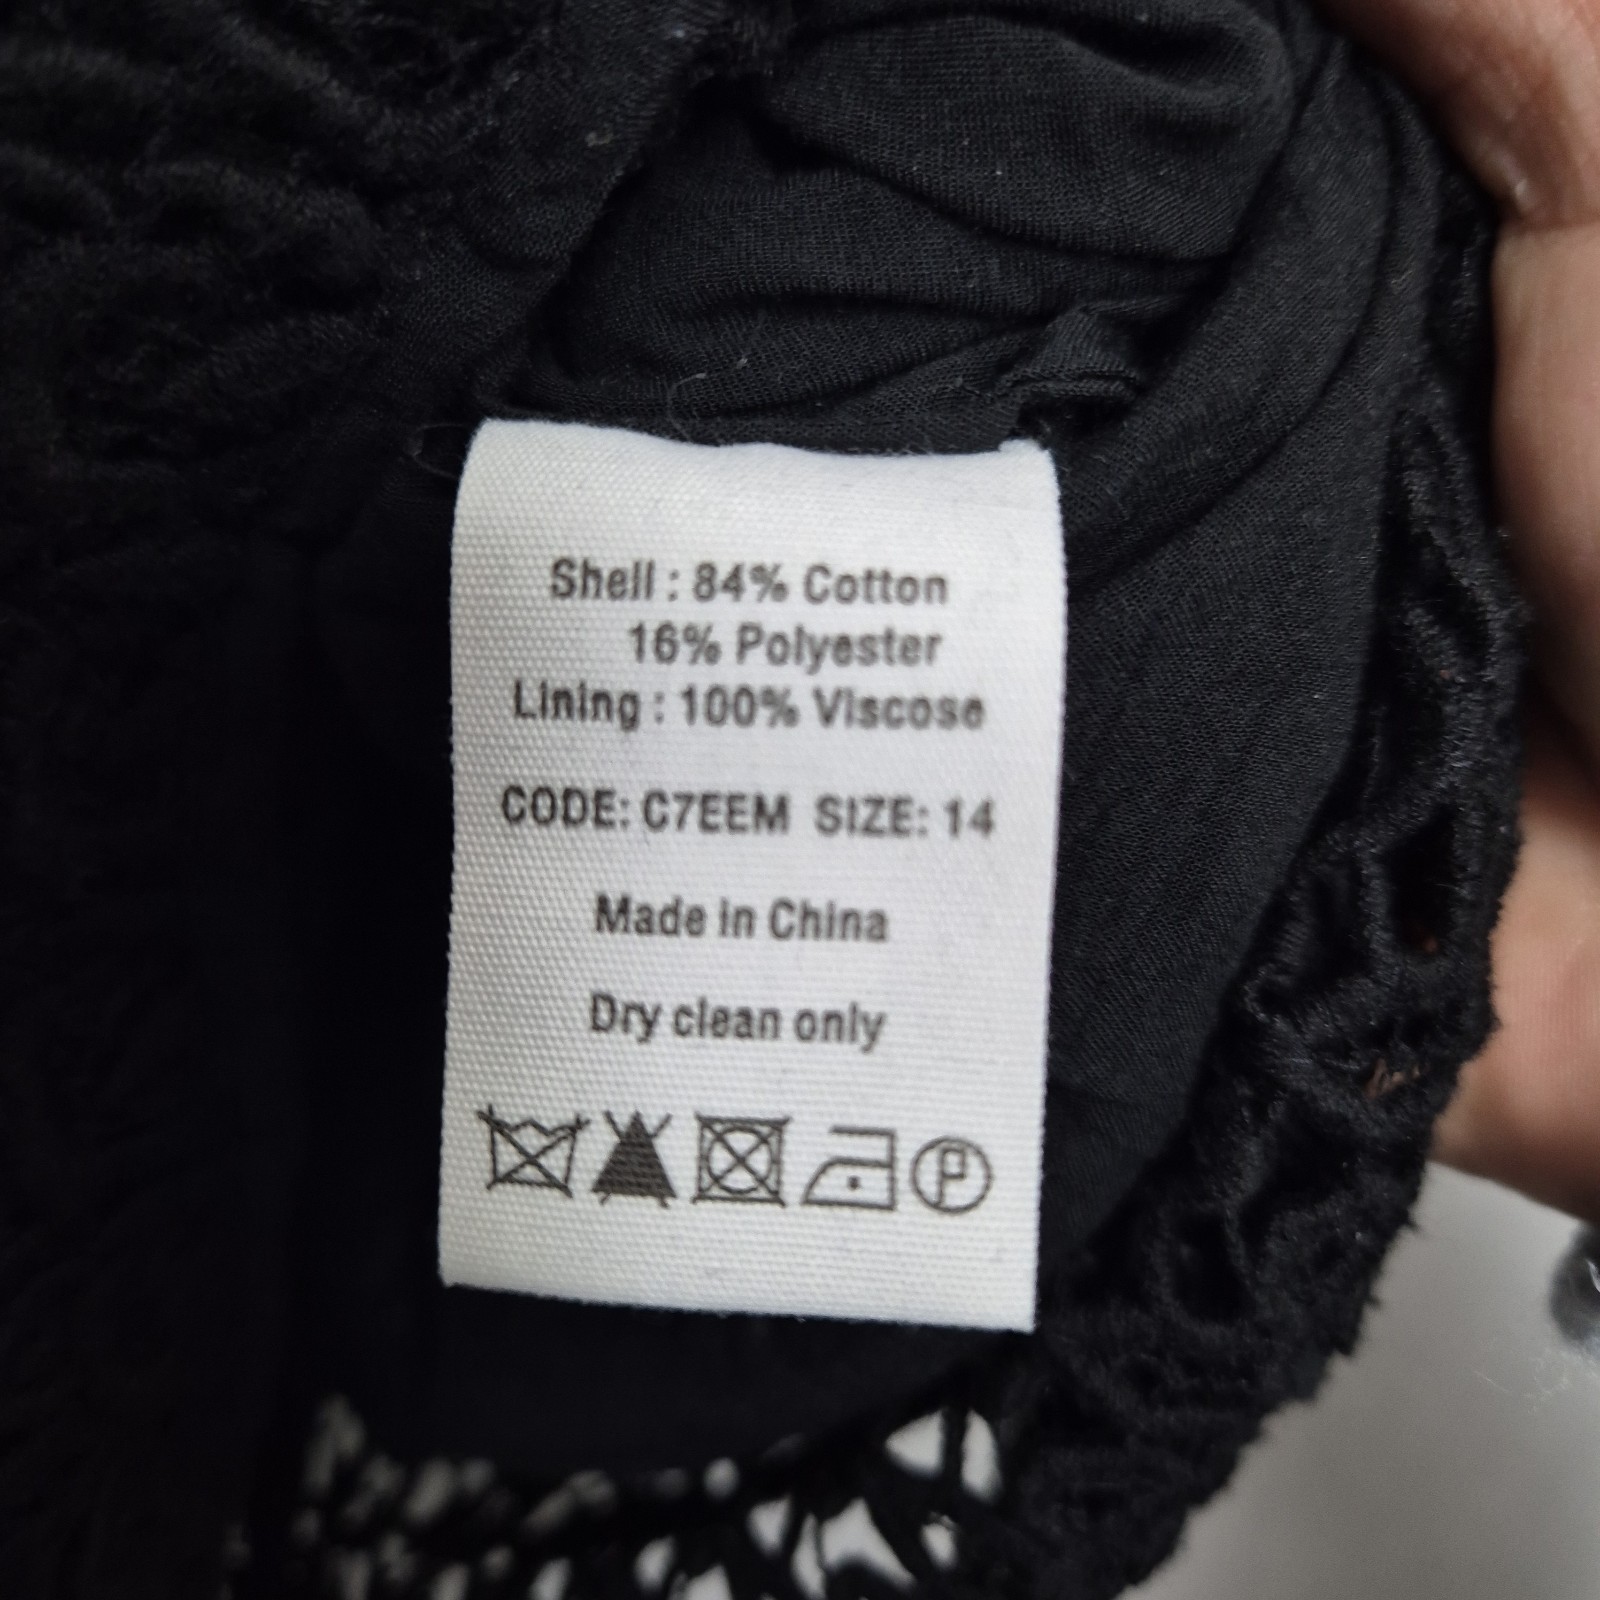 Shell : 84% Cotton
16% Polyester
Lining : 100% Viscose
CODE: C7EEM SIZE: 14
Made in China
Dry clean only
P